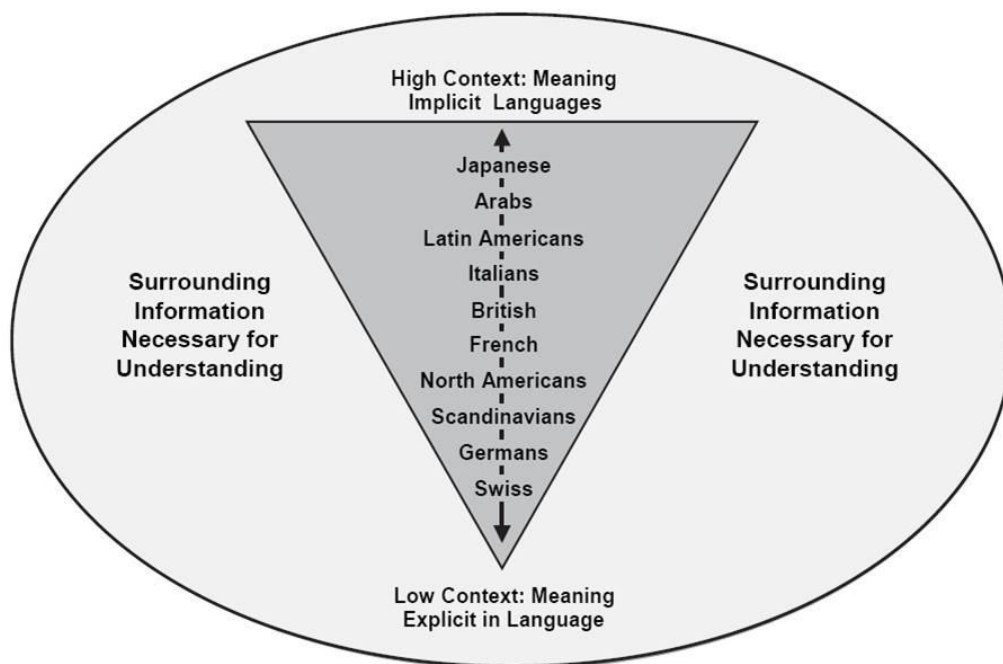 High Context: Meaning
Implicit Languages
Japanese
Arabs
Latin Americans
Italians
British
French
North Americans
Scandinavians
Germans
Swiss
Surrounding
Information
Necessary for
Understanding
Surrounding
Information
Necessary for
Understanding
Low Context: Meaning
Explicit in Language